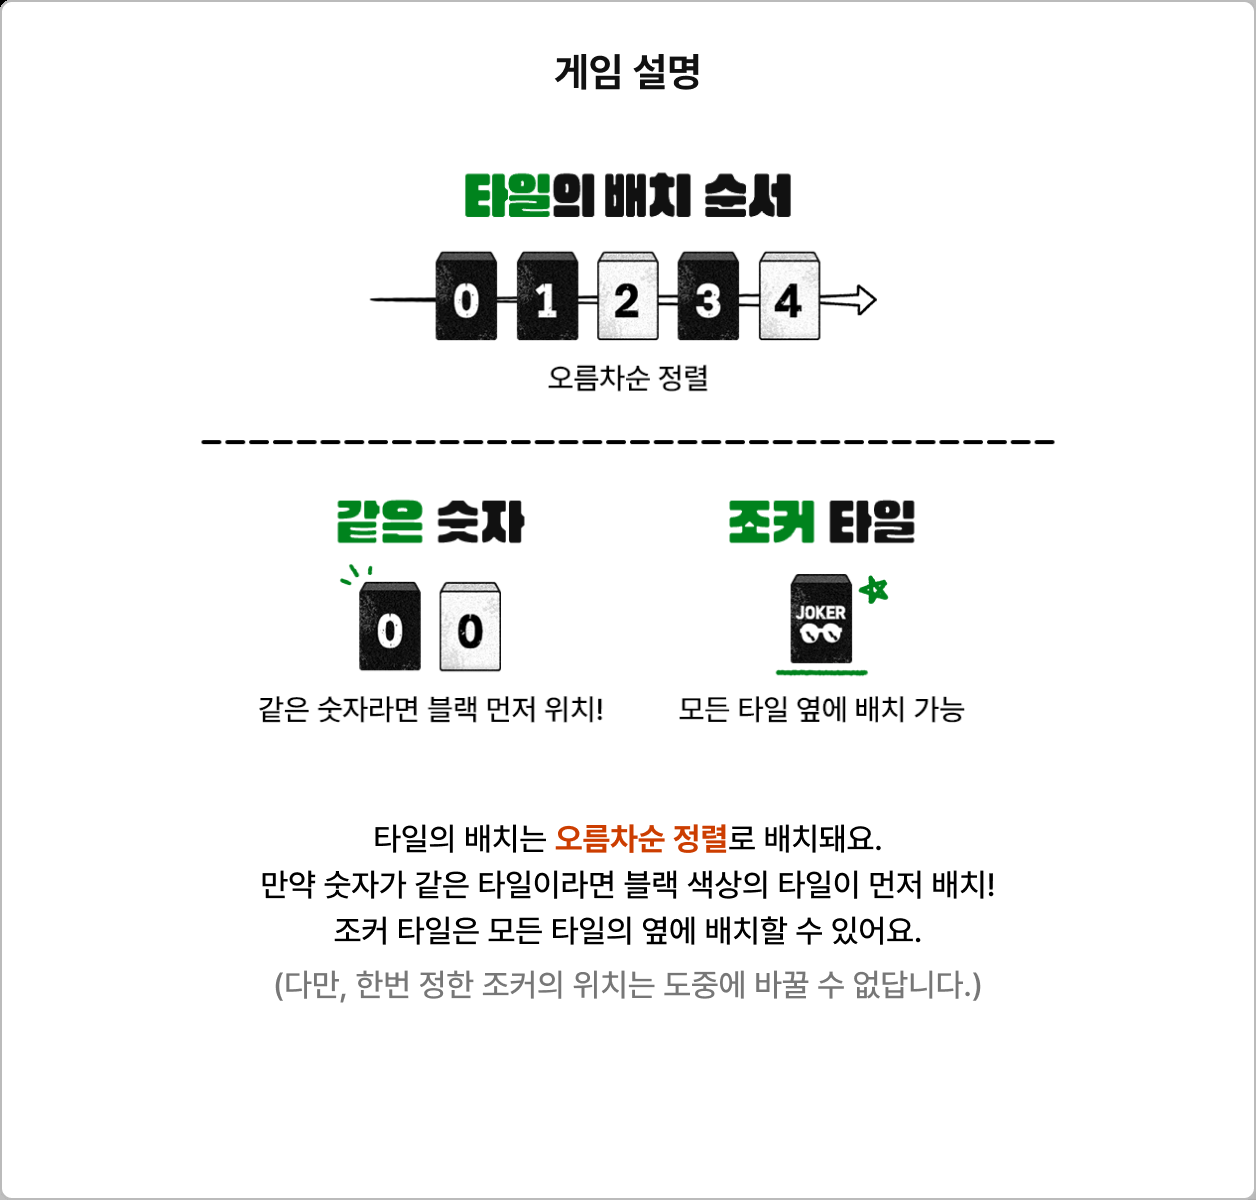 게임 설명
타일의 배치 순서
0 1 2 3 4
오름차순 정렬
같은 숫자
0 0
같은 숫자라면 블랙 먼저 위치!
조커 타일
JOKER
모든 타일 옆에 배치 가능
타일의 배치는 오름차순 정렬로 배치돼요.
만약 숫자가 같은 타일이라면 블랙 색상의 타일이 먼저 배치!
조커 타일은 모든 타일의 옆에 배치할 수 있어요.
(다만, 한번 정한 조커의 위치는 도중에 바꿀 수 없답니다.)